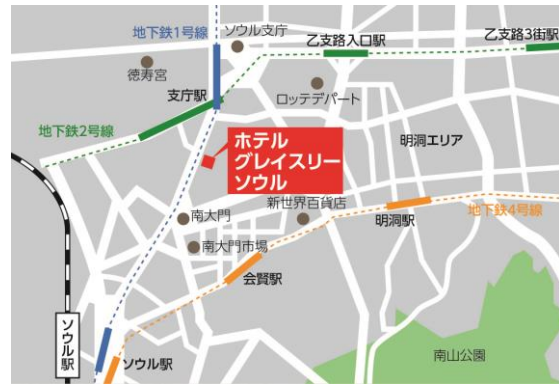 地下鉄1号線
ソウル支庁
乙支路入口駅
乙支路3街駅
徳寿宮
支庁駅
ロッテデパート
地下鉄2号線
ホテル
グレイスリー
ソウル
明洞エリア
新世界百貨店
南大門
明洞駅
地下鉄4号線
南大門市場
会賢駅
ソウル駅
ソウル駅
南山公園